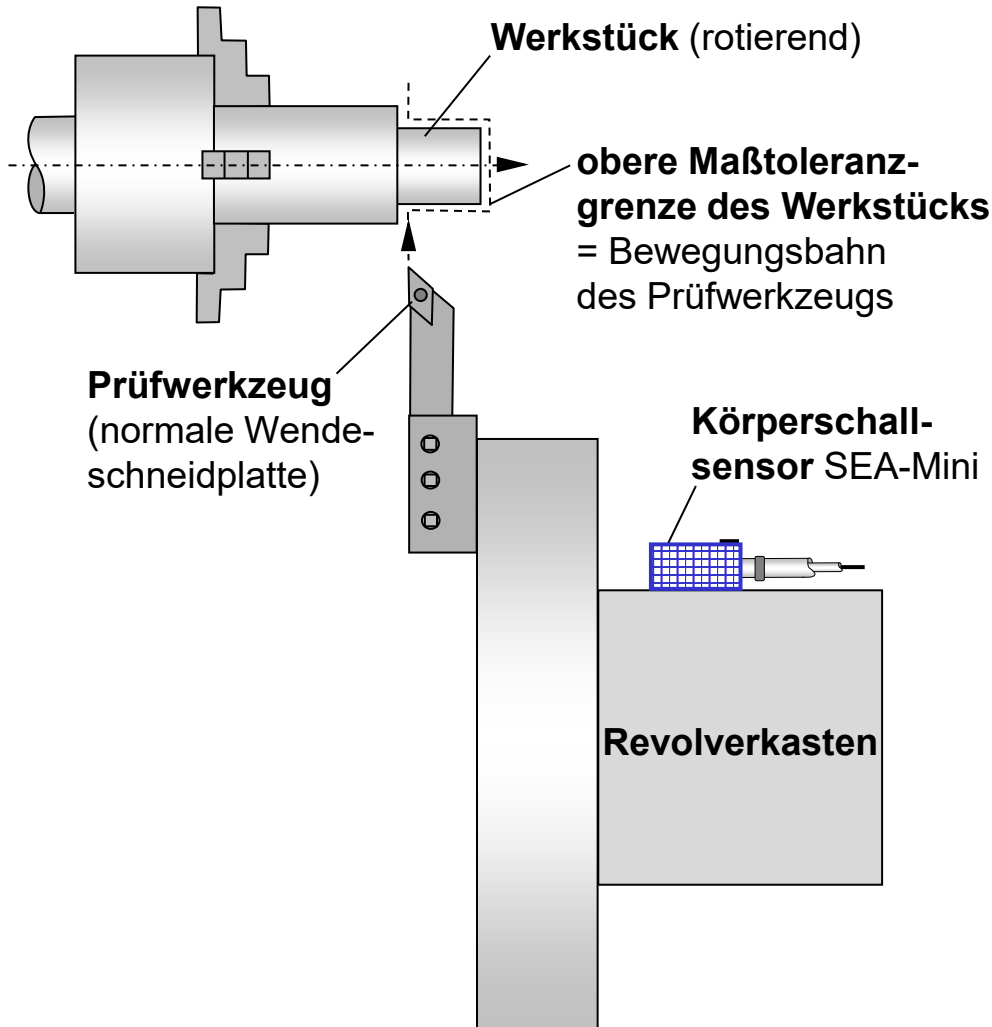 Werkstück (rotierend)
obere Maßtoleranz-
grenze des Werkstücks
= Bewegungsbahn
des Prüfwerkzeugs
Prüfwerkzeug
(normale Wende-
schneidplatte)
Körperschall-
sensor SEA-Mini
Revolverkasten